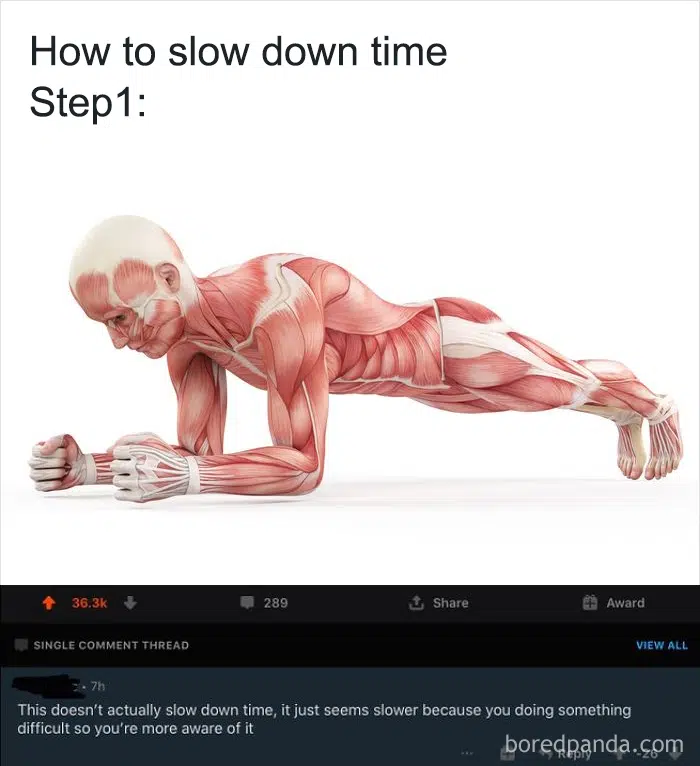 How to slow down time
Step1:
36.3k
289
Share
Award
SINGLE COMMENT THREAD
VIEW ALL
7h
This doesn't actually slow down time, it just seems slower because you doing something
difficult so you're more aware of it
Reply
-26
boredpanda.com